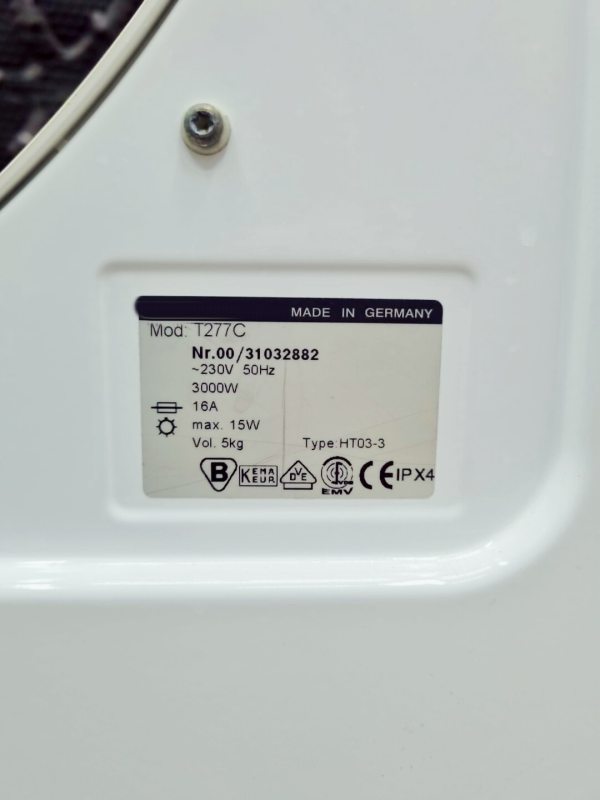 MADE IN GERMANY
Mod: T277C
Nr.00/31032882
~230V 50Hz
3000W
16A
max. 15W
Vol. 5kg Type HT03-3
B KEMA KEUR VDE VDE EMV CE IPX4